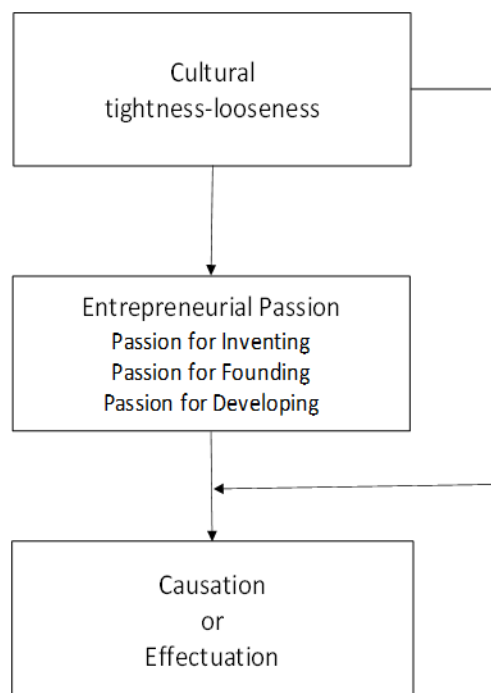 Cultural
tightness-looseness
Entrepreneurial Passion
Passion for Inventing
Passion for Founding
Passion for Developing
Causation
or
Effectuation